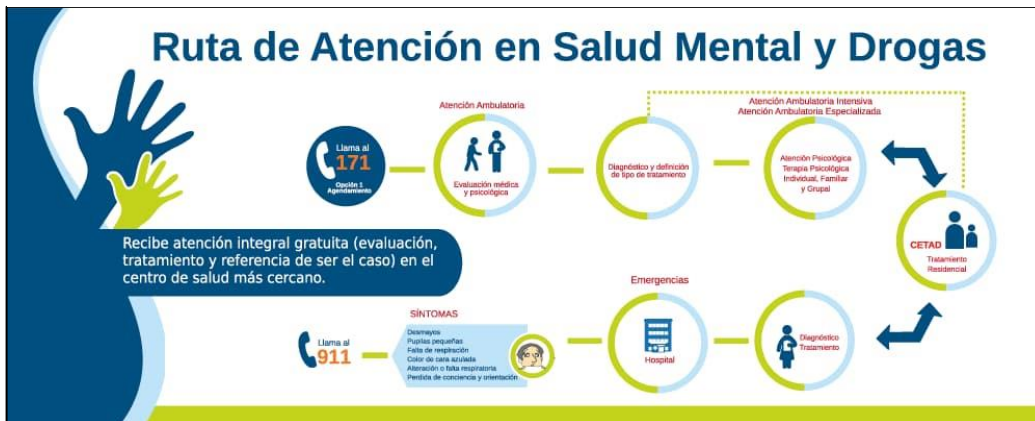 Ruta de Atención en Salud Mental y Drogas
Llama al
171
Opción 1
Agendamiento
Atención Ambulatoria
Evaluación médica
y psicológica
Diagnóstico y definición
de tipo de tratamiento
Atención Ambulatoria Intensiva
Atención Ambulatoria Especializada
Atención Psicológica
Terapia Psicológica
Individual, Familiar
y Grupal
CETAD
Tratamiento
Residencial
Recibe atención integral gratuita (evaluación,
tratamiento y referencia de ser el caso) en el
centro de salud más cercano.
Llama al
911
SÍNTOMAS
Desmayos
Pupilas pequeñas
Falta de respiración
Color de cara azulada
Alteración o falta respiratoria
Perdida de conciencia y orientación
Emergencias
Hospital
Diagnóstico
Tratamiento